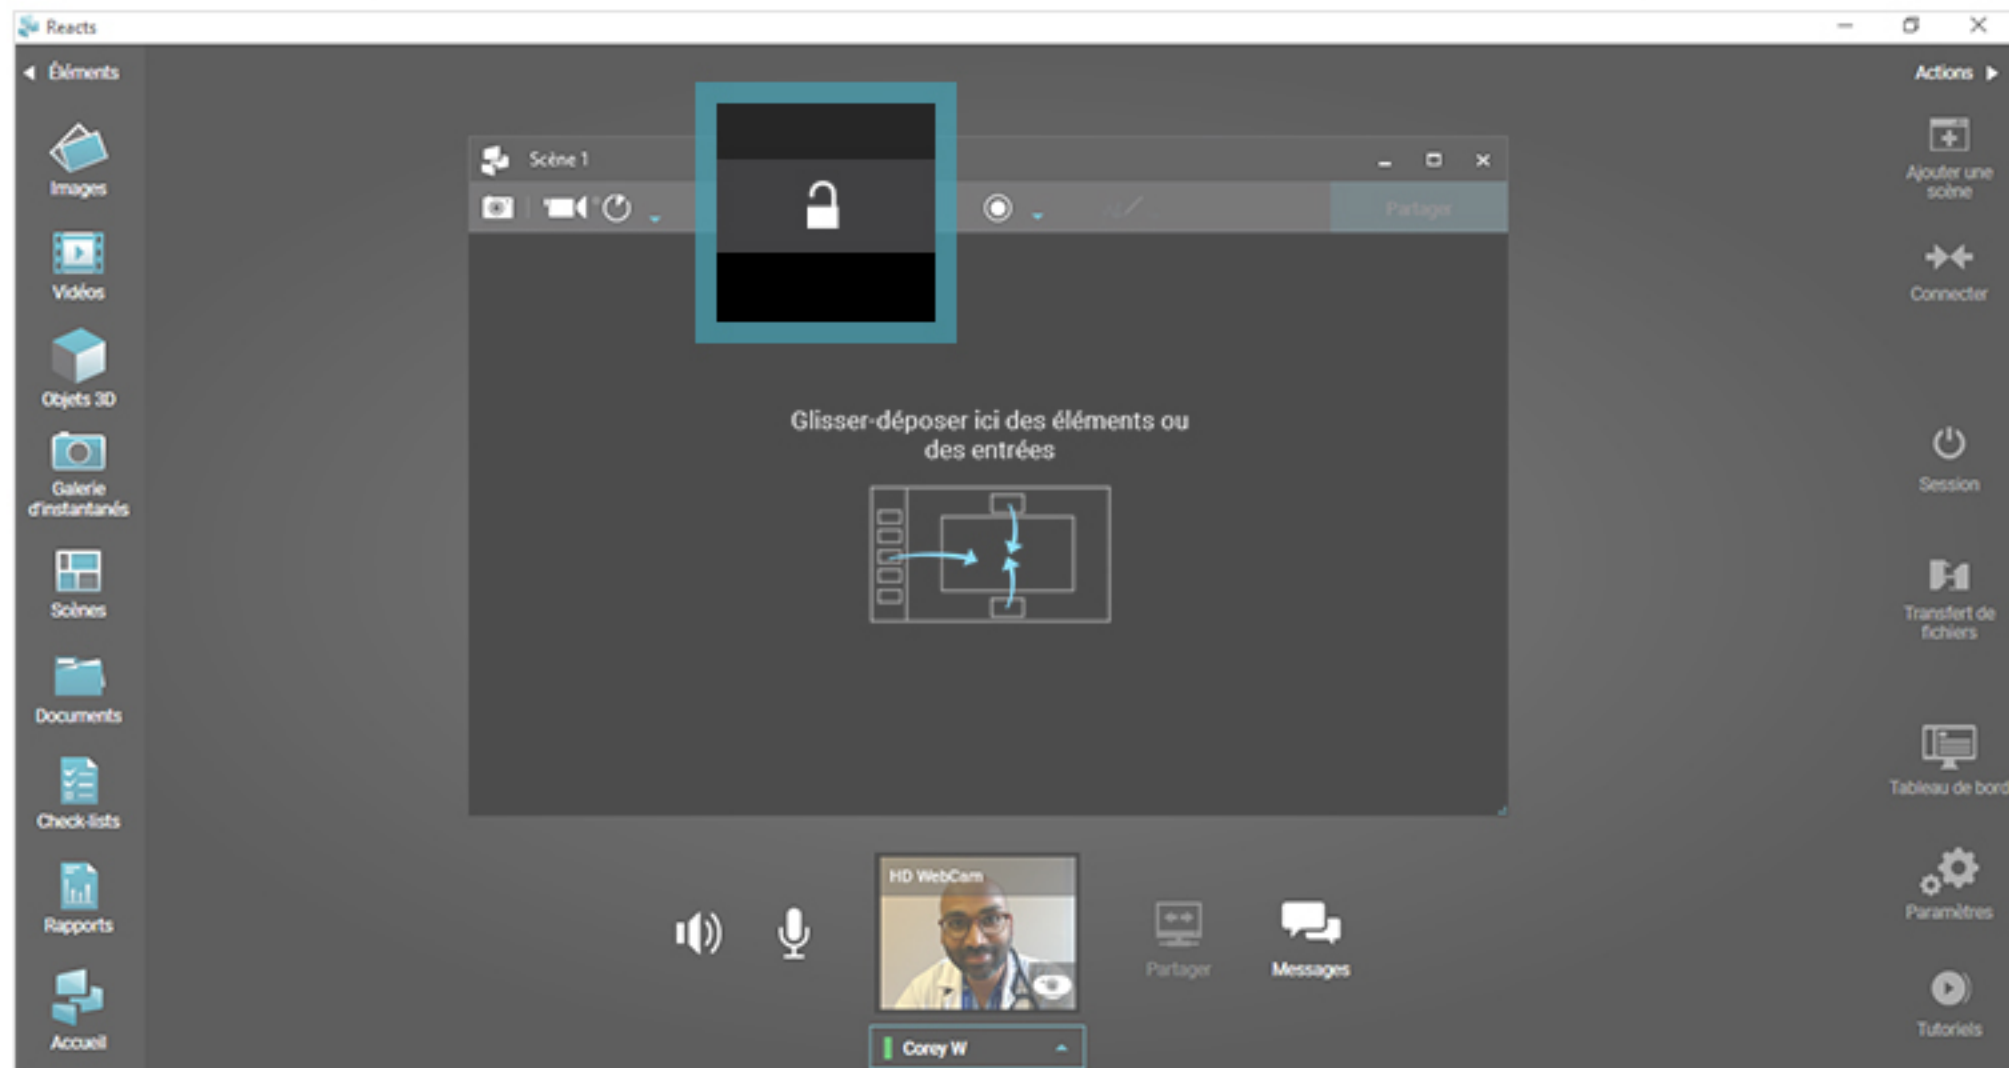 Reacts
Éléments
Actions
Images
Vidéos
Objets 3D
Galerie
d'instantanés
Scènes
Documents
Check-lists
Rapports
Accueil
Scène 1
Partager
Glisser-déposer ici des éléments ou
des entrées
HD WebCam
Corey W
Partager
Messages
Ajouter une
scène
Connecter
Session
Transfert de
fichiers
Tableau de bord
Paramètres
Tutoriels